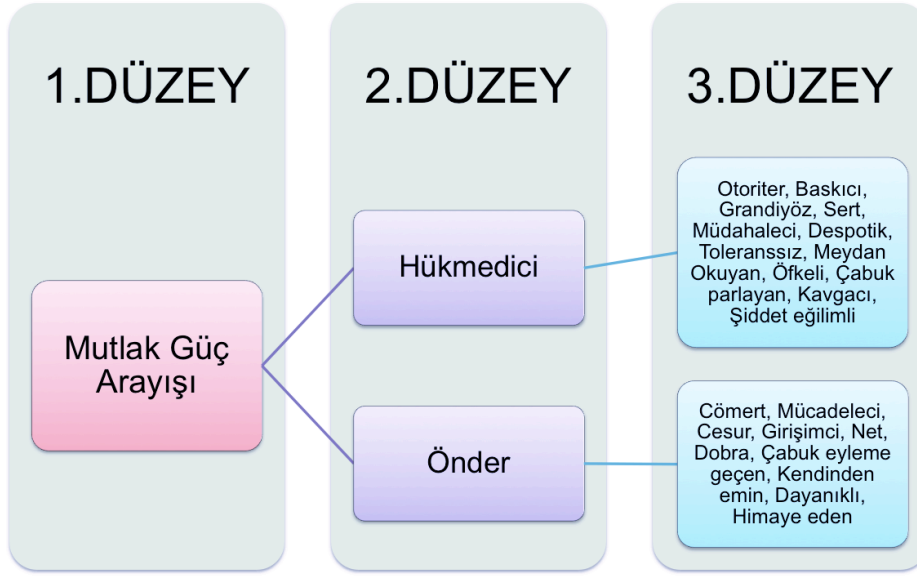 1.DÜZEY
2.DÜZEY
3.DÜZEY
Mutlak Güç
Arayışı
Hükmedici
Önder
Otoriter, Baskıcı,
Grandiyöz, Sert,
Müdahaleci, Despotik,
Toleranssız, Meydan
Okuyan, Öfkeli, Çabuk
parlayan, Kavgacı,
Şiddet eğilimli
Cömert, Mücadeleci,
Cesur, Girişimci, Net,
Dobra, Çabuk eyleme
geçen, Kendinden
emin, Dayanıklı,
Himaye eden